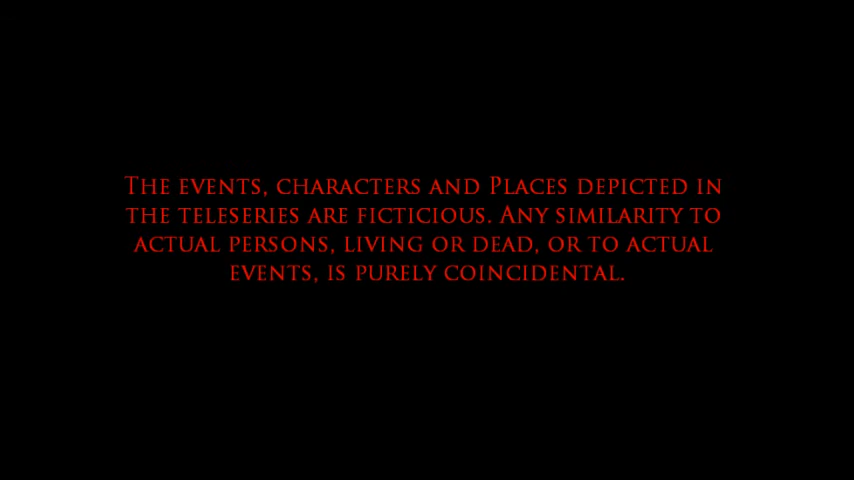 The events, characters and Places depicted in
the teleseries are ficticious. Any similarity to
actual persons, living or dead, or to actual
events, is purely coincidental.